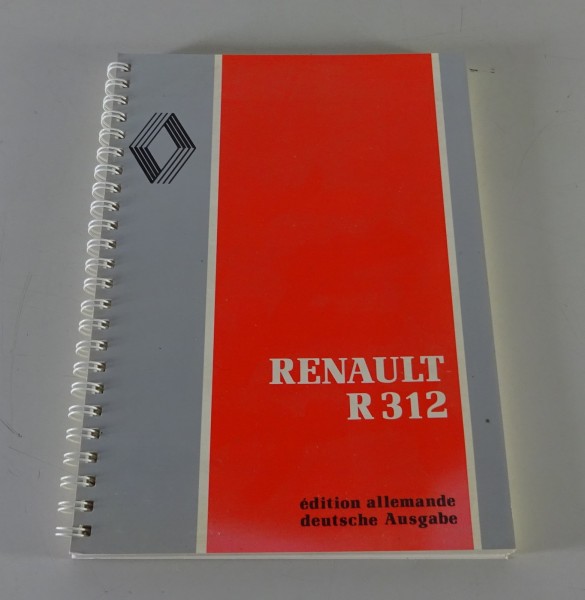 RENAULT
R 312
édition allemande
deutsche Ausgabe